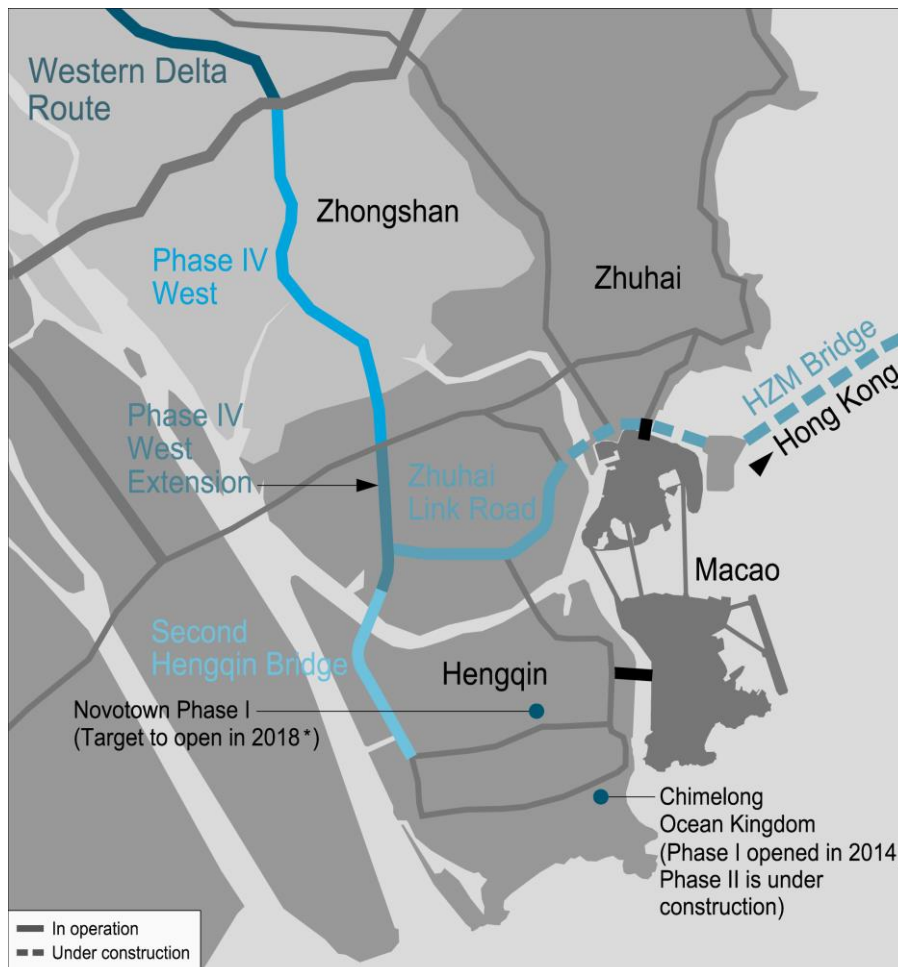 Western Delta
Route
Zhongshan
Phase IV
West
Zhuhai
HZM Bridge
Hong Kong
Phase IV
West
Extension
Zhuhai
Link Road
Macao
Second
Hengqin Bridge
Hengqin
Novotown Phase I
(Target to open in 2018*)
Chimelong
Ocean Kingdom
(Phase I opened in 2014
Phase II is under
construction)
In operation
Under construction